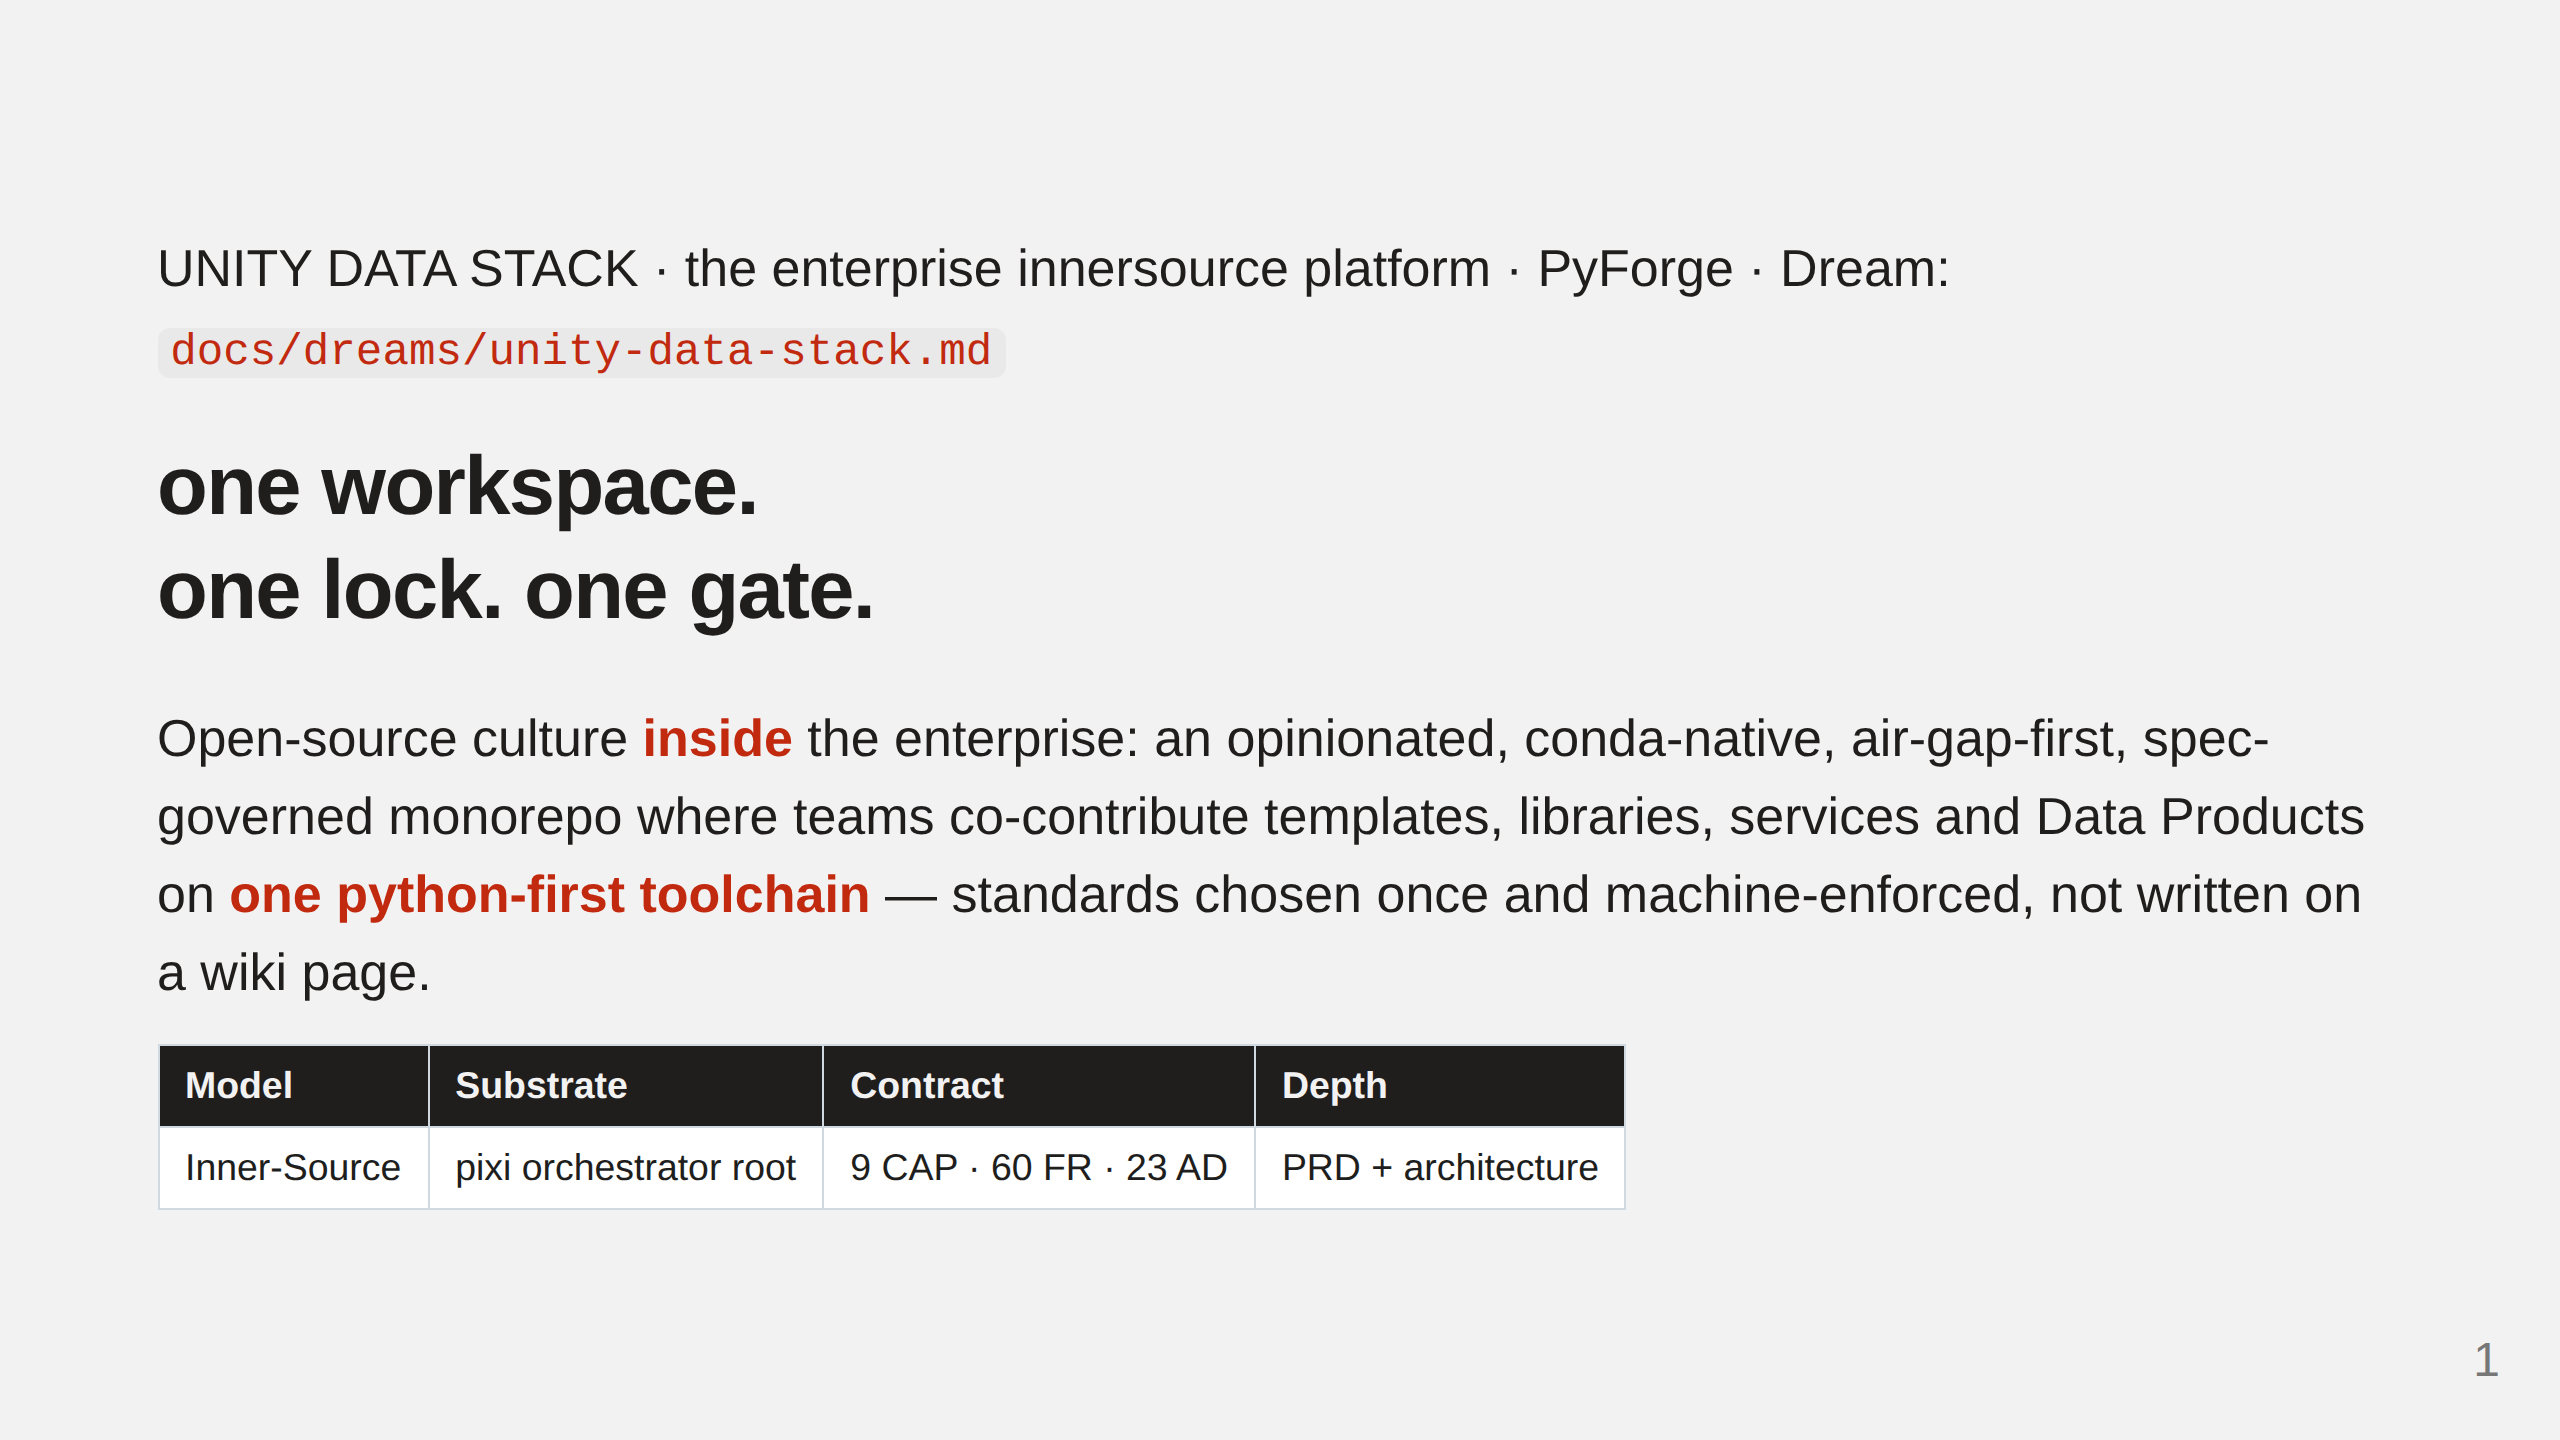 UNITY DATA STACK · the enterprise innersource platform · PyForge · Dream:
docs/dreams/unity-data-stack.md
one workspace.
one lock. one gate.
Open-source culture inside the enterprise: an opinionated, conda-native, air-gap-first, spec-
governed monorepo where teams co-contribute templates, libraries, services and Data Products
on one python-first toolchain — standards chosen once and machine-enforced, not written on
a wiki page.
Model Substrate Contract Depth
Inner-Source pixi orchestrator root 9 CAP · 60 FR · 23 AD PRD + architecture
1